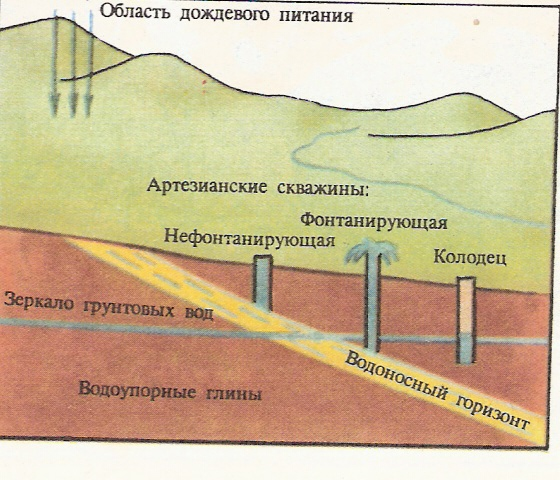 Область дождевого питания
Артезианские скважины:
Фонтанирующая
Нефонтанирующая
Колодец
Зеркало грунтовых вод
Водоносный горизонт
Водоупорные глины